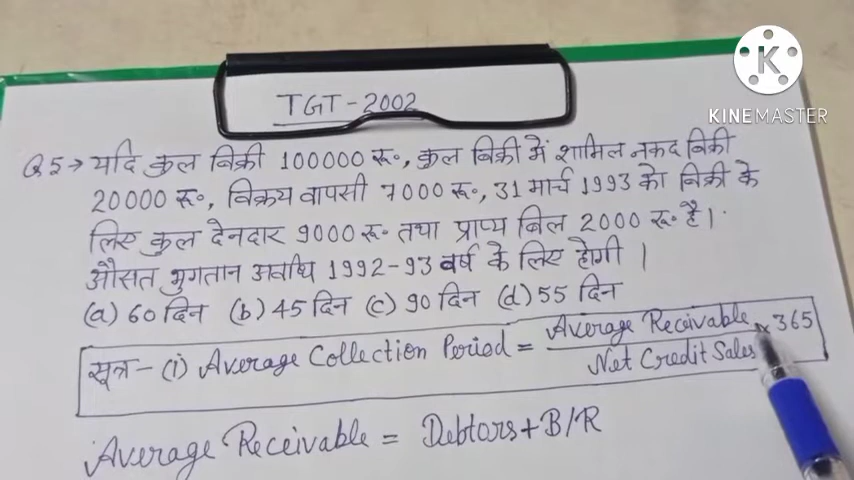 K
KINEMASTER
TGT-2002
Q5→ यदि कुल बिक्री 100000 रू०, कुल बिक्री में शामिल नकद बिक्री
20000 रू०, विक्रय वापसी 7000 रू०, 31 मार्च 1993 को बिक्री के
लिए कुल देनदार 9000 रू० तथा प्राप्य बिल 2000 रू० है।
औसत भुगतान अवधि 1992-93 वर्ष के लिए होगी ।
(a) 60 दिन (b) 45 दिन (c) 90 दिन (d) 55 दिन
सूत्र - (i) Average Collection Period = Average Receivable / Net Credit Sales × 365
Average Receivable = Debtors + B/R